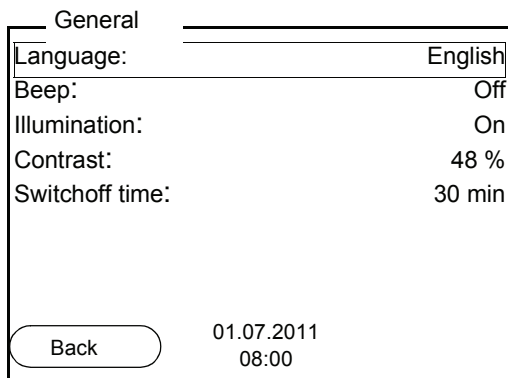 General
Language: English
Beep: Off
Illumination: On
Contrast: 48 %
Switchoff time: 30 min
Back
01.07.2011
08:00